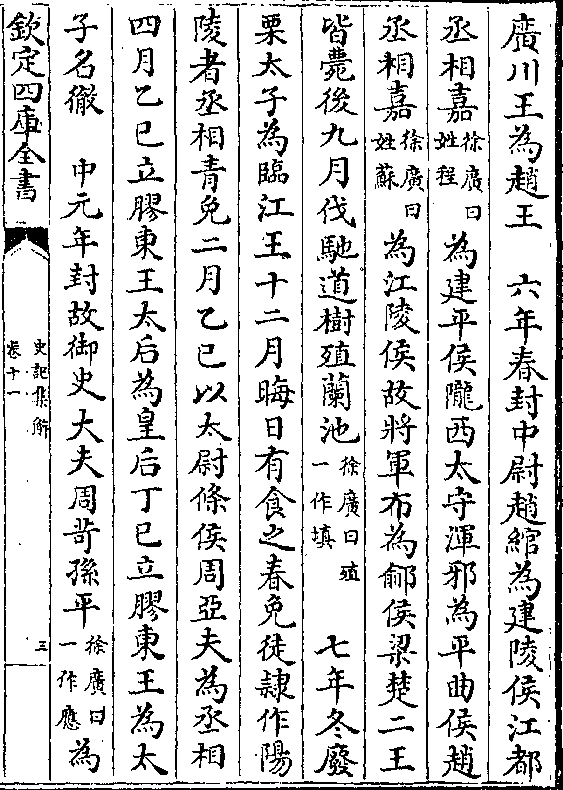 廣川王為趙王　六年春封中尉趙綰為建陵侯江都
丞相嘉徐廣曰姓程為建平侯隴西太守渾邪為平曲侯趙
丞相嘉徐廣曰姓蘇為江陵侯故將軍布為鄃侯梁楚二王
皆薨後九月伐馳道樹殖蘭池徐廣曰殖一作填　七年冬廢
栗太子為臨江王十二月晦日有食之春免徒隸作陽
陵者丞相青免二月乙巳以太尉條侯周亞夫為丞相
四月乙巳立膠東王太后為皇后丁巳立膠東王為太
子名徹　中元年封故御史大夫周苛孫平徐廣曰一作應為
欽定四庫全書
史記集解
卷十一
三